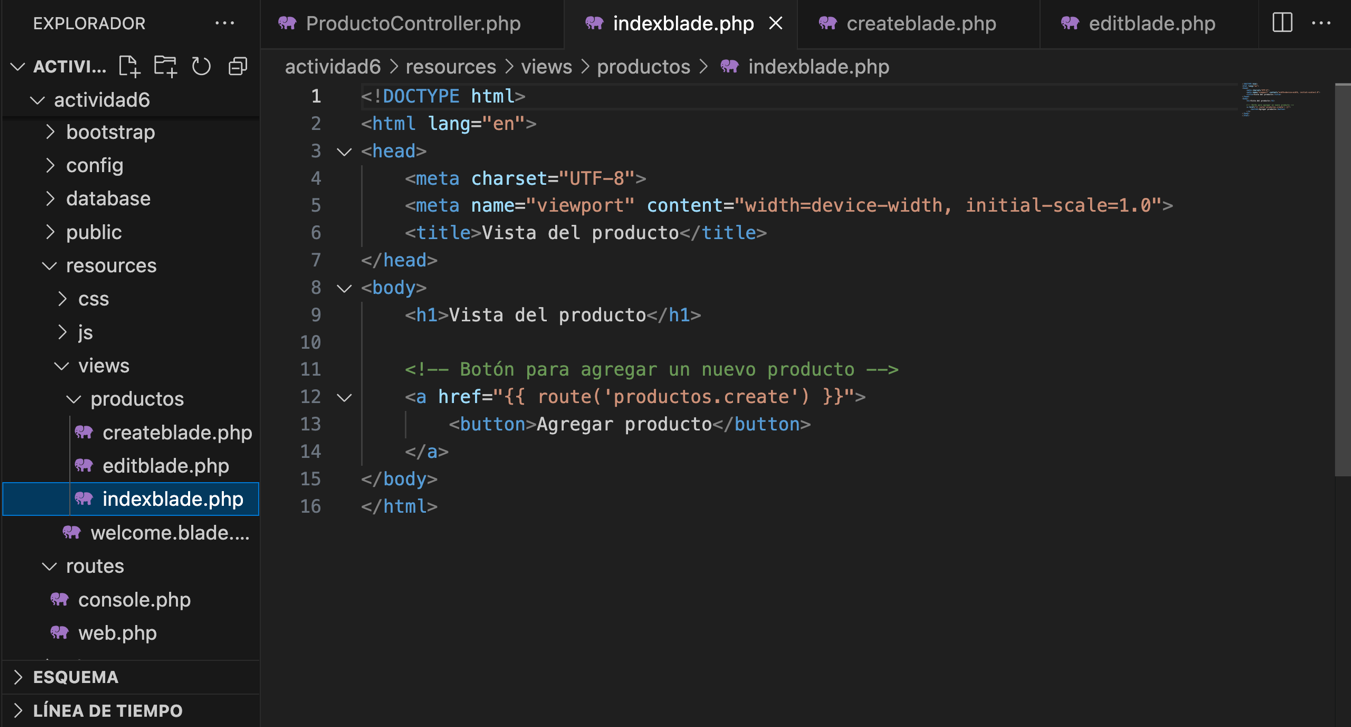 EXPLORADOR
ACTIVI...
actividad6
bootstrap
config
database
public
resources
css
js
views
productos
createblade.php
editblade.php
indexblade.php
welcome.blade....
routes
console.php
web.php
ESQUEMA
LÍNEA DE TIEMPO
ProductoController.php
indexblade.php
createblade.php
editblade.php
actividad6 > resources > views > productos > indexblade.php
1 <!DOCTYPE html>
2 <html lang="en">
3 <head>
4     <meta charset="UTF-8">
5     <meta name="viewport" content="width=device-width, initial-scale=1.0">
6     <title>Vista del producto</title>
7 </head>
8 <body>
9     <h1>Vista del producto</h1>
10
11     <!-- Botón para agregar un nuevo producto -->
12     <a href="{{ route('productos.create') }}">
13         <button>Agregar producto</button>
14     </a>
15 </body>
16 </html>